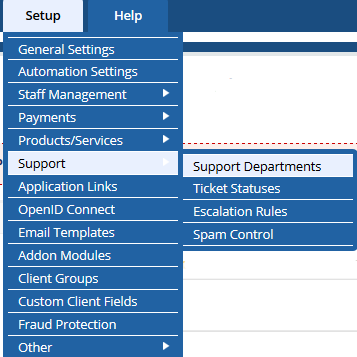 Setup Help
General Settings
Automation Settings
Staff Management
Payments
Products/Services
Support
Application Links
OpenID Connect
Email Templates
Addon Modules
Client Groups
Custom Client Fields
Fraud Protection
Other
Support Departments
Ticket Statuses
Escalation Rules
Spam Control